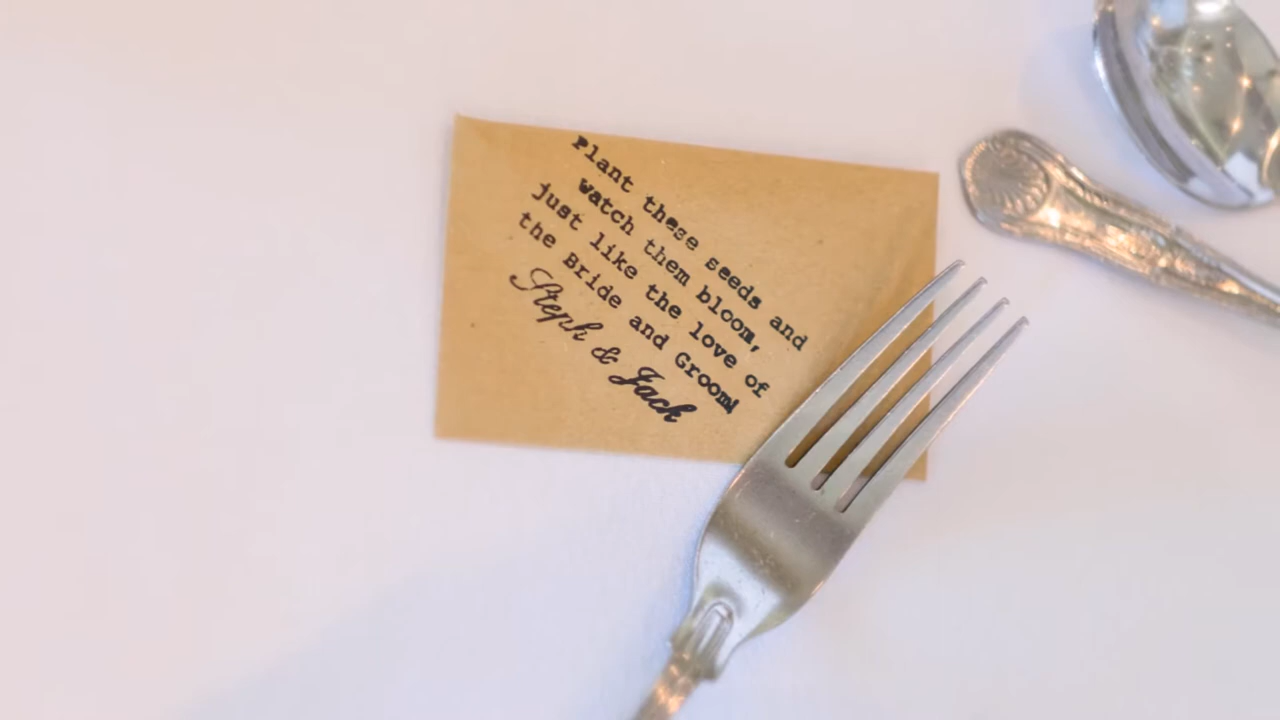 Plant these seeds and
watch them bloom,
just like the love of
the Bride and Groom!
Steph & Jack